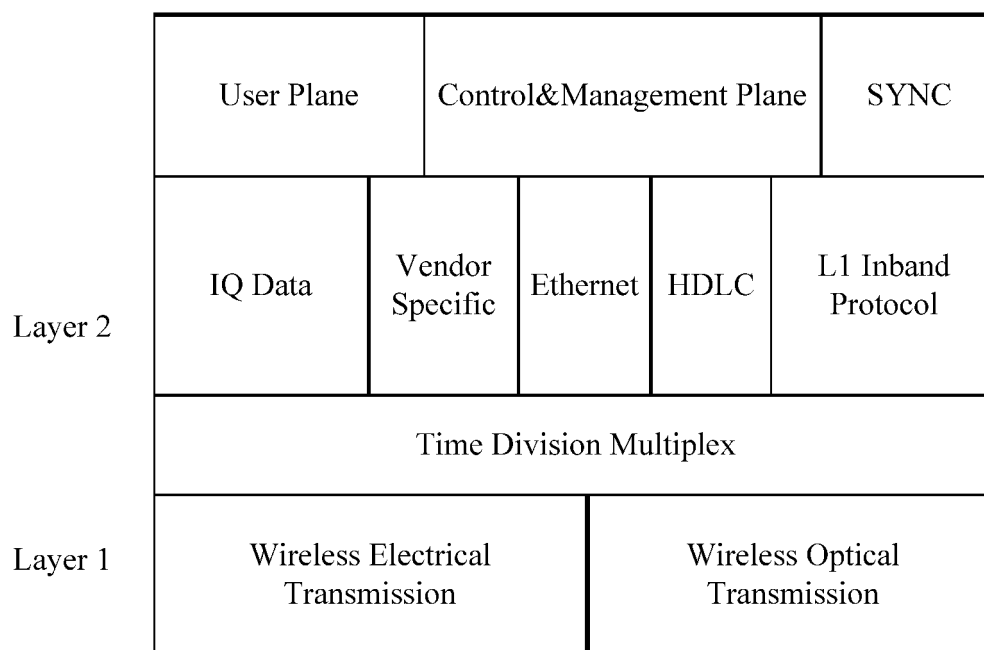 User Plane
Control&Management Plane
SYNC
IQ Data
Vendor
Specific
Ethernet
HDLC
L1 Inband
Protocol
Layer 2
Time Division Multiplex
Layer 1
Wireless Electrical
Transmission
Wireless Optical
Transmission